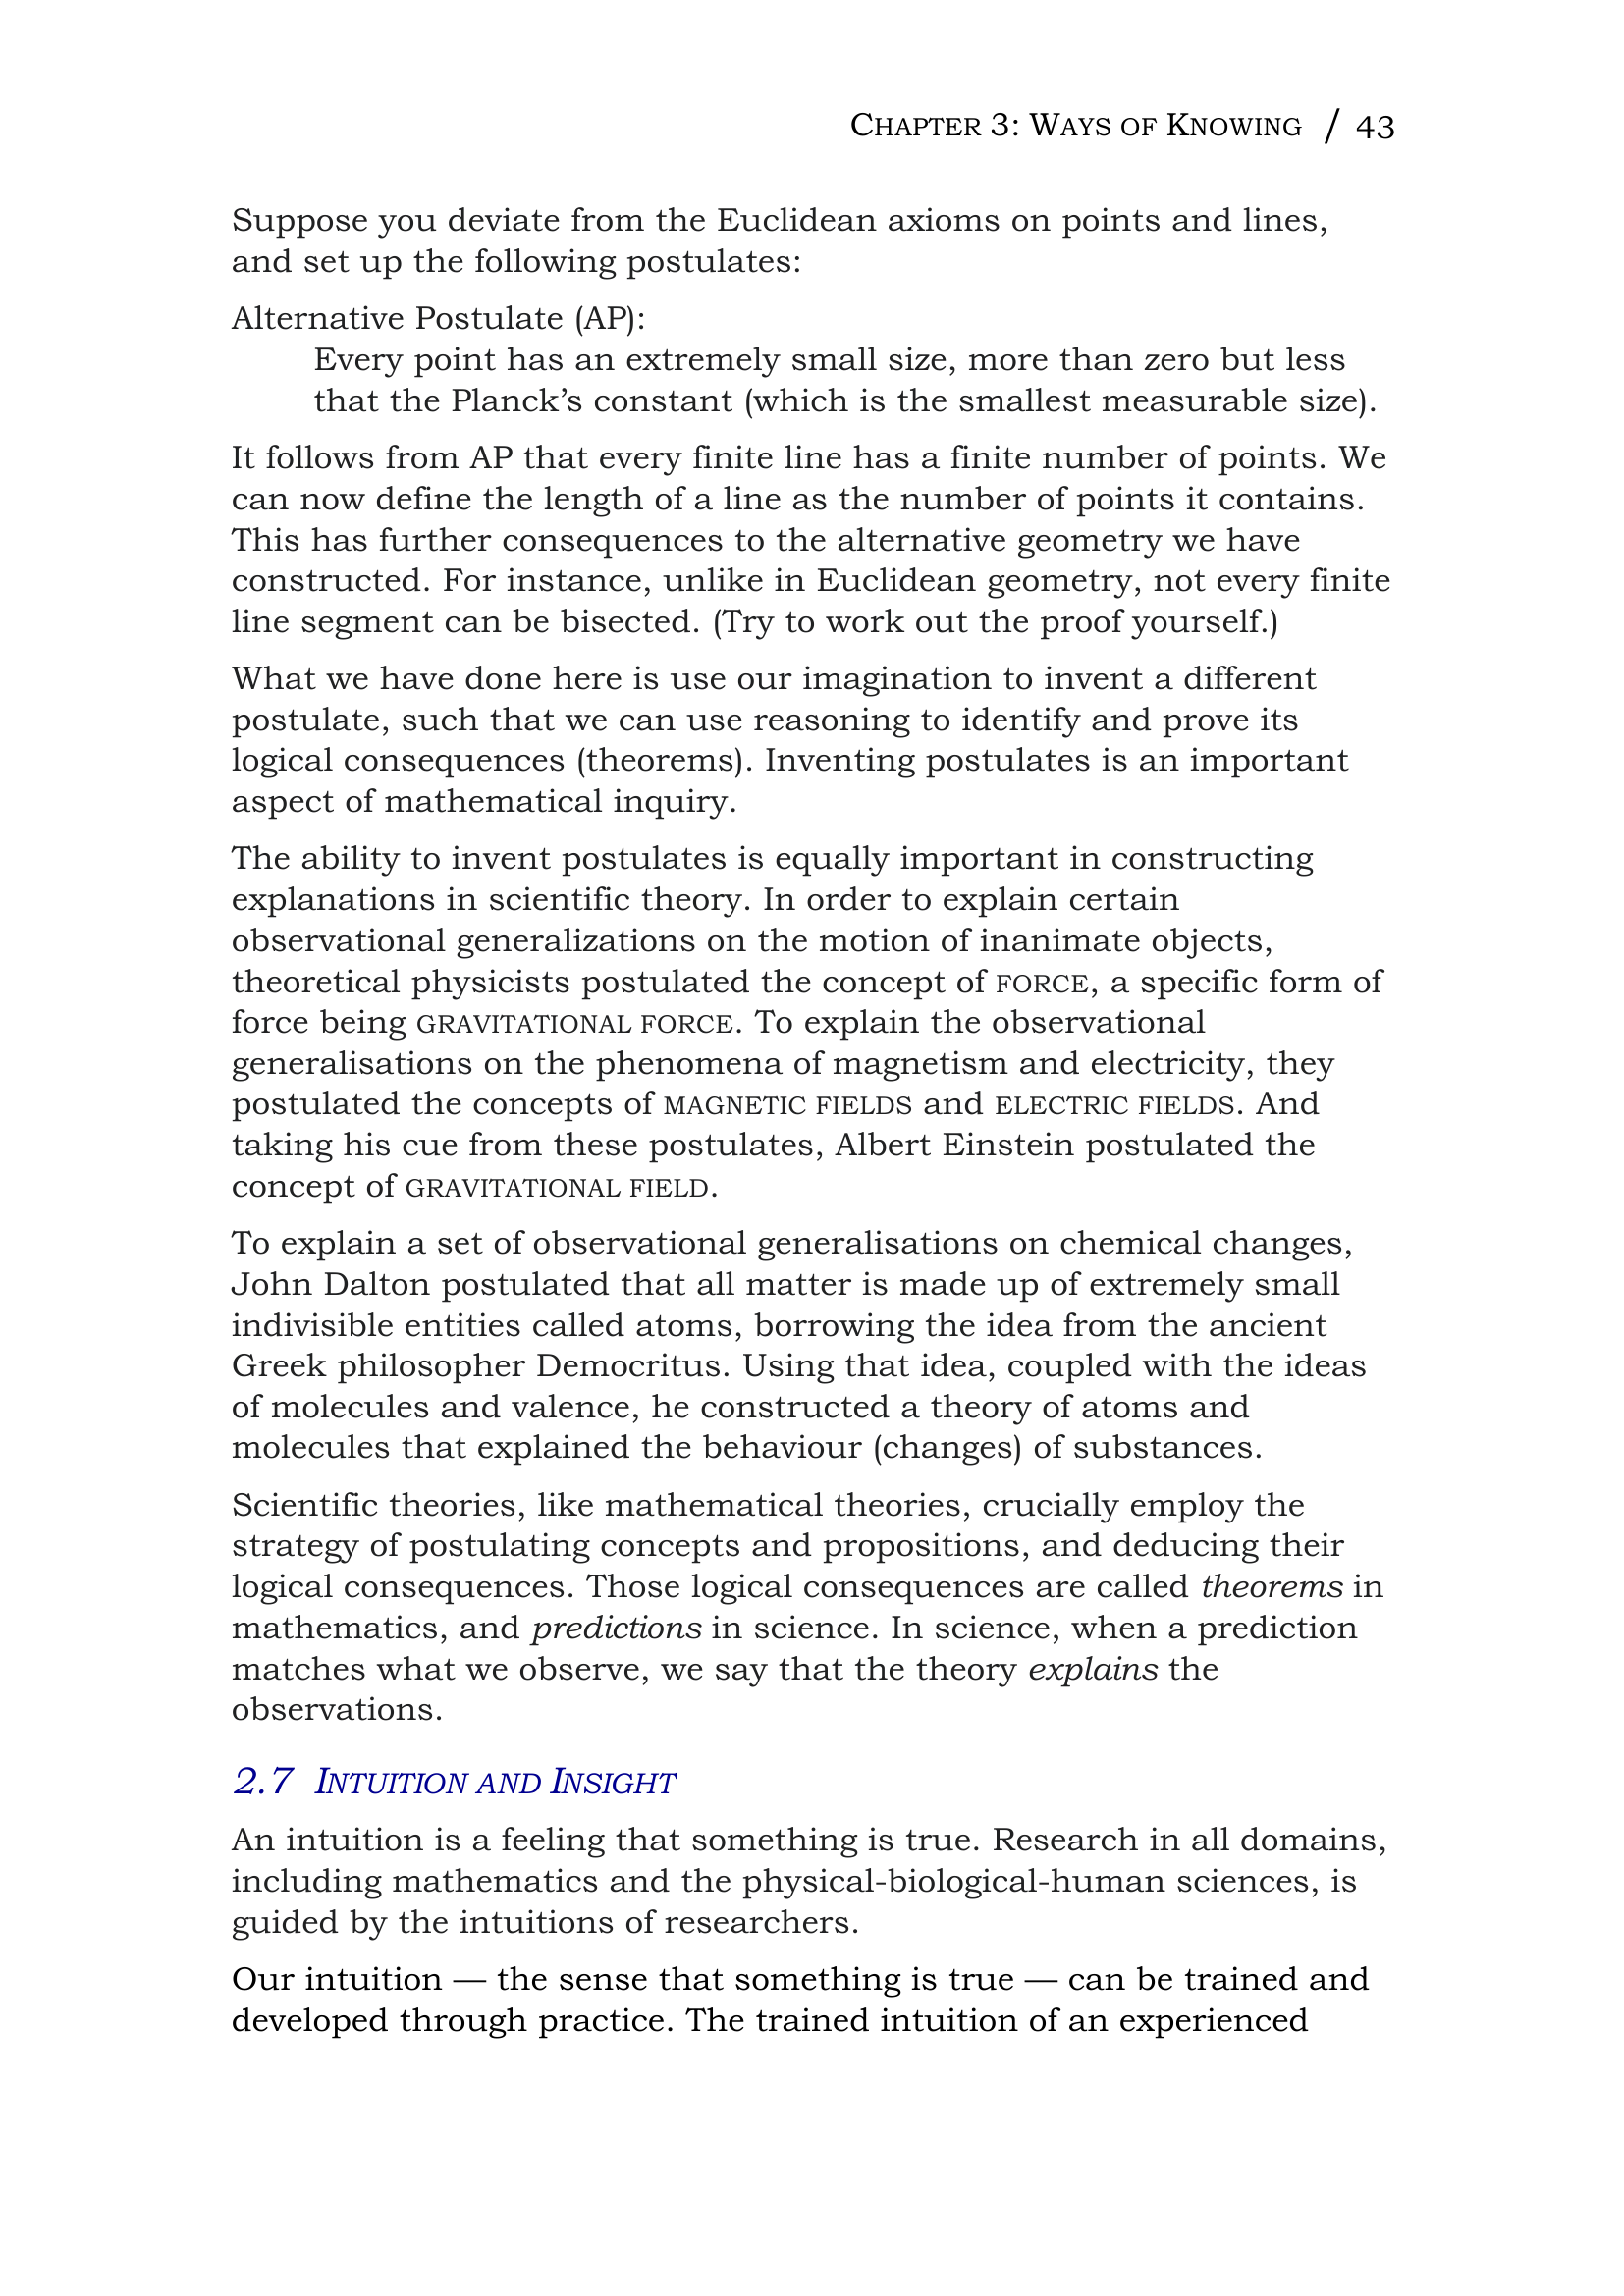 CHAPTER 3: WAYS OF KNOWING / 43
Suppose you deviate from the Euclidean axioms on points and lines,
and set up the following postulates:
Alternative Postulate (AP):
Every point has an extremely small size, more than zero but less
that the Planck’s constant (which is the smallest measurable size).
It follows from AP that every finite line has a finite number of points. We
can now define the length of a line as the number of points it contains.
This has further consequences to the alternative geometry we have
constructed. For instance, unlike in Euclidean geometry, not every finite
line segment can be bisected. (Try to work out the proof yourself.)
What we have done here is use our imagination to invent a different
postulate, such that we can use reasoning to identify and prove its
logical consequences (theorems). Inventing postulates is an important
aspect of mathematical inquiry.
The ability to invent postulates is equally important in constructing
explanations in scientific theory. In order to explain certain
observational generalizations on the motion of inanimate objects,
theoretical physicists postulated the concept of FORCE, a specific form of
force being GRAVITATIONAL FORCE. To explain the observational
generalisations on the phenomena of magnetism and electricity, they
postulated the concepts of MAGNETIC FIELDS and ELECTRIC FIELDS. And
taking his cue from these postulates, Albert Einstein postulated the
concept of GRAVITATIONAL FIELD.
To explain a set of observational generalisations on chemical changes,
John Dalton postulated that all matter is made up of extremely small
indivisible entities called atoms, borrowing the idea from the ancient
Greek philosopher Democritus. Using that idea, coupled with the ideas
of molecules and valence, he constructed a theory of atoms and
molecules that explained the behaviour (changes) of substances.
Scientific theories, like mathematical theories, crucially employ the
strategy of postulating concepts and propositions, and deducing their
logical consequences. Those logical consequences are called theorems in
mathematics, and predictions in science. In science, when a prediction
matches what we observe, we say that the theory explains the
observations.
2.7 INTUITION AND INSIGHT
An intuition is a feeling that something is true. Research in all domains,
including mathematics and the physical-biological-human sciences, is
guided by the intuitions of researchers.
Our intuition — the sense that something is true — can be trained and
developed through practice. The trained intuition of an experienced